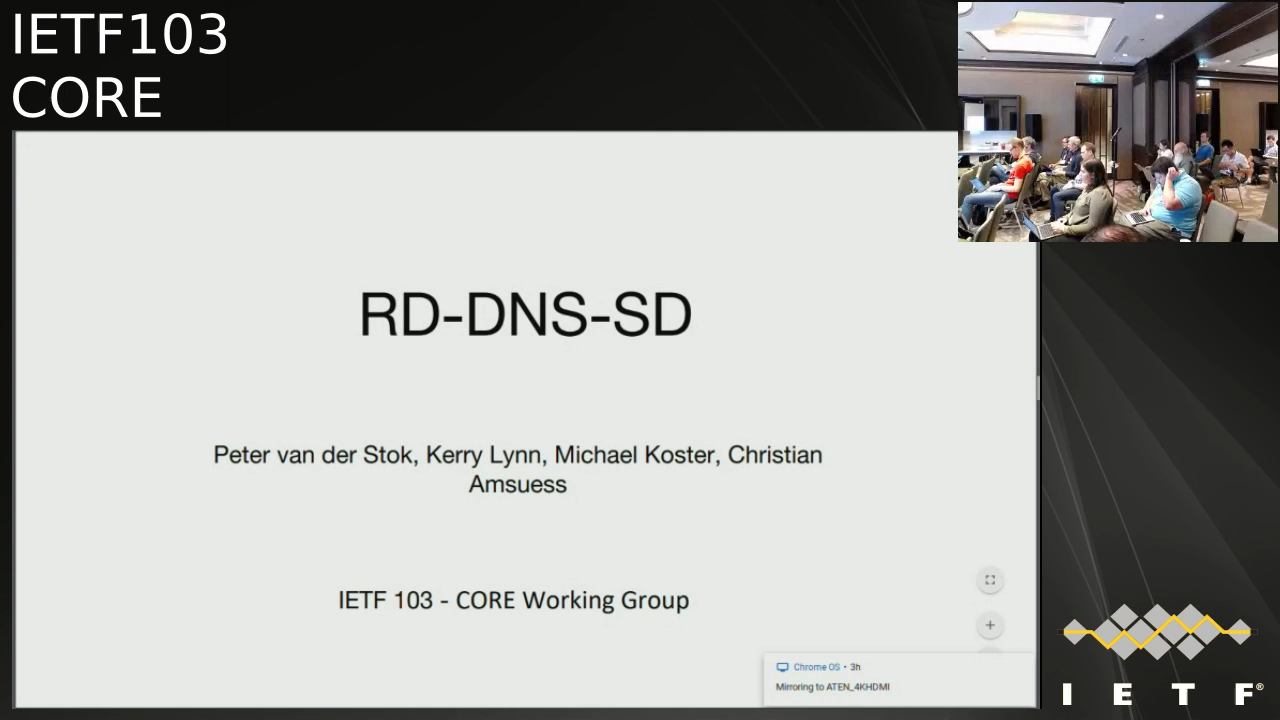 IETF103
CORE
RD-DNS-SD
Peter van der Stok, Kerry Lynn, Michael Koster, Christian
Amsuess
IETF 103 - CORE Working Group
Chrome OS • 3h
Mirroring to ATEN_4KHDMI
I E T F®